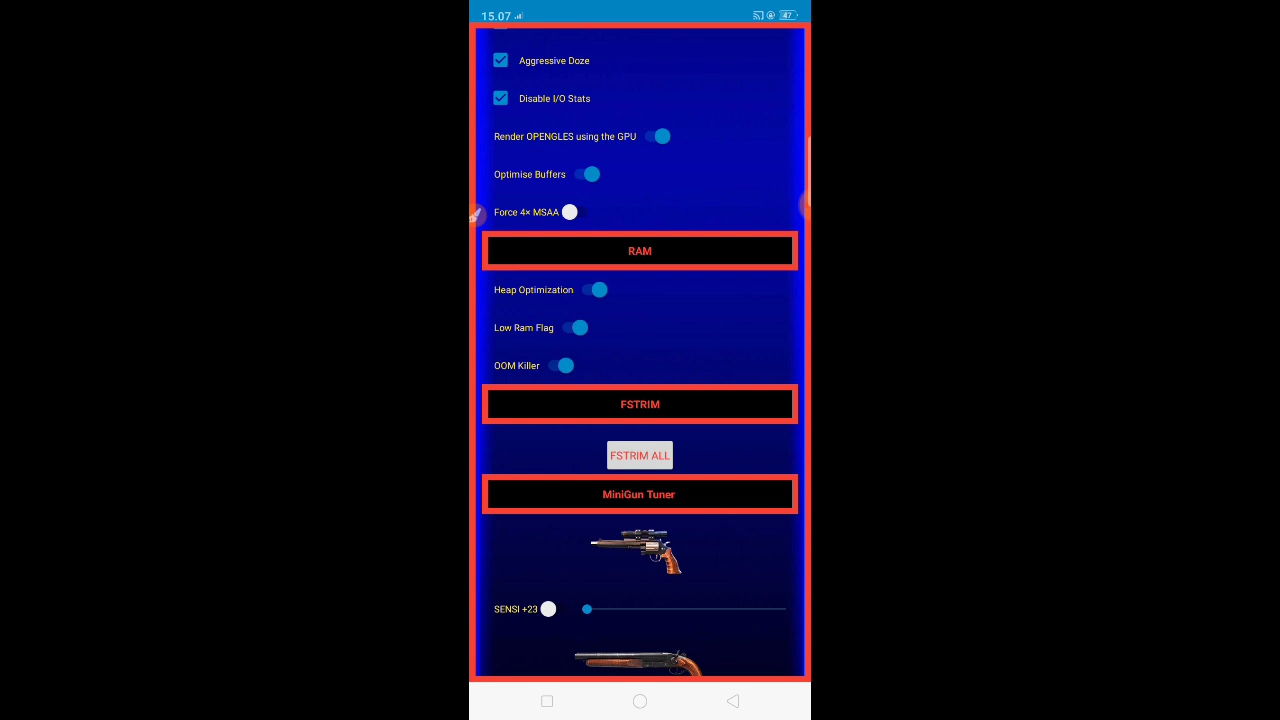 15.07
47
Aggressive Doze
Disable I/O Stats
Render OPENGLES using the GPU
Optimise Buffers
Force 4× MSAA
RAM
Heap Optimization
Low Ram Flag
OOM Killer
FSTRIM
FSTRIM ALL
MiniGun Tuner
SENSI +23